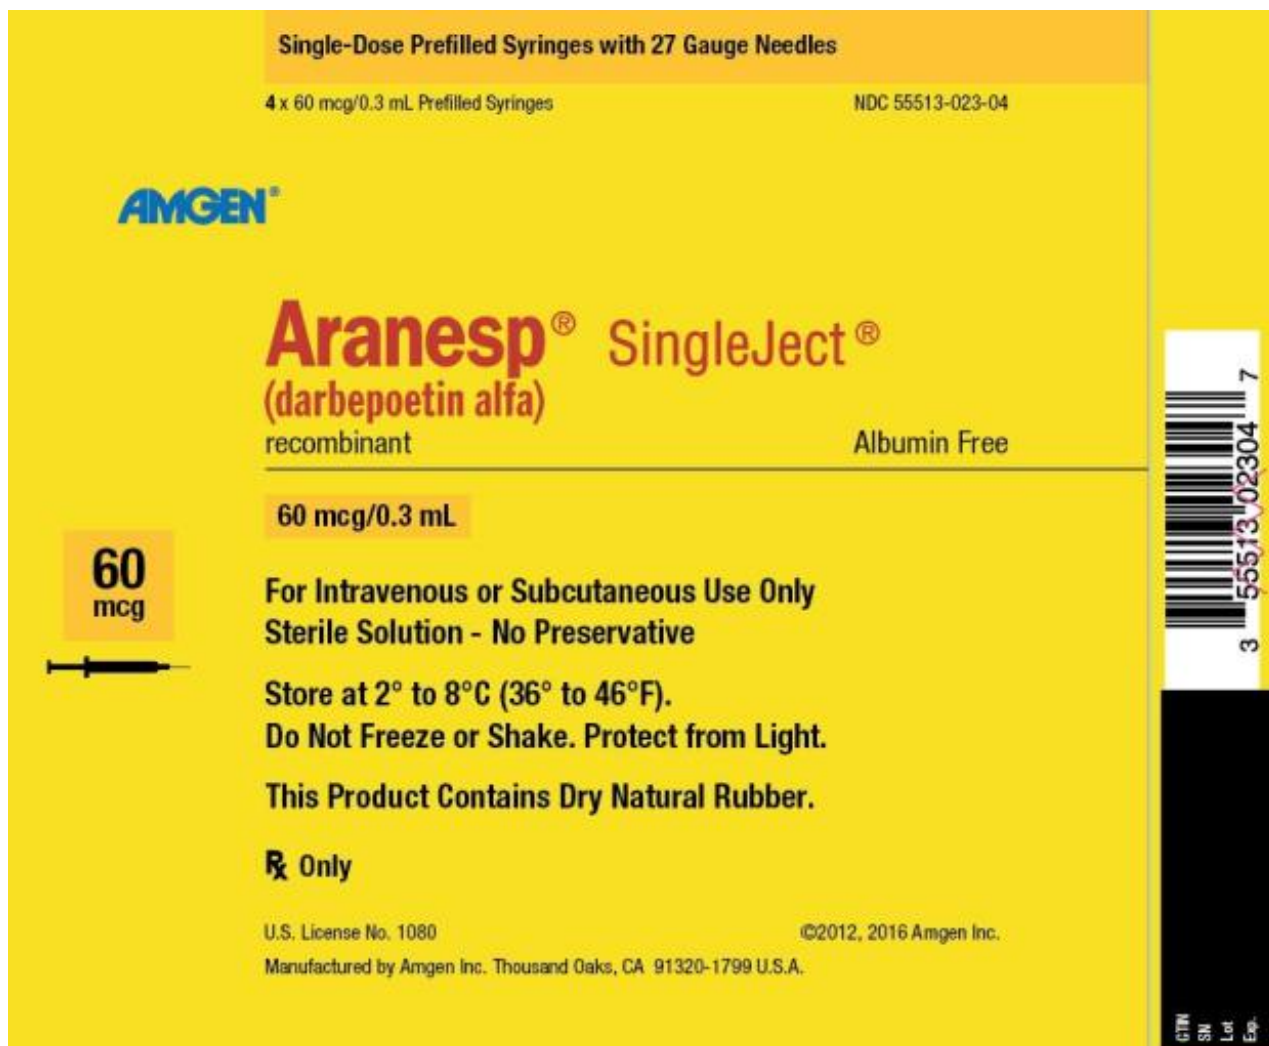 Single-Dose Prefilled Syringes with 27 Gauge Needles
4 x 60 mcg/0.3 mL Prefilled Syringes NDC 55513-023-04
AMGEN®
Aranesp® SingleJect®
(darbepoetin alfa)
recombinant Albumin Free
60 mcg/0.3 mL
60
mcg
For Intravenous or Subcutaneous Use Only
Sterile Solution - No Preservative
Store at 2° to 8°C (36° to 46°F).
Do Not Freeze or Shake. Protect from Light.
This Product Contains Dry Natural Rubber.
℞ Only
U.S. License No. 1080 ©2012, 2016 Amgen Inc.
Manufactured by Amgen Inc. Thousand Oaks, CA 91320-1799 U.S.A.
3 55513 02304 7
GTIN
SN
Lot
Exp.